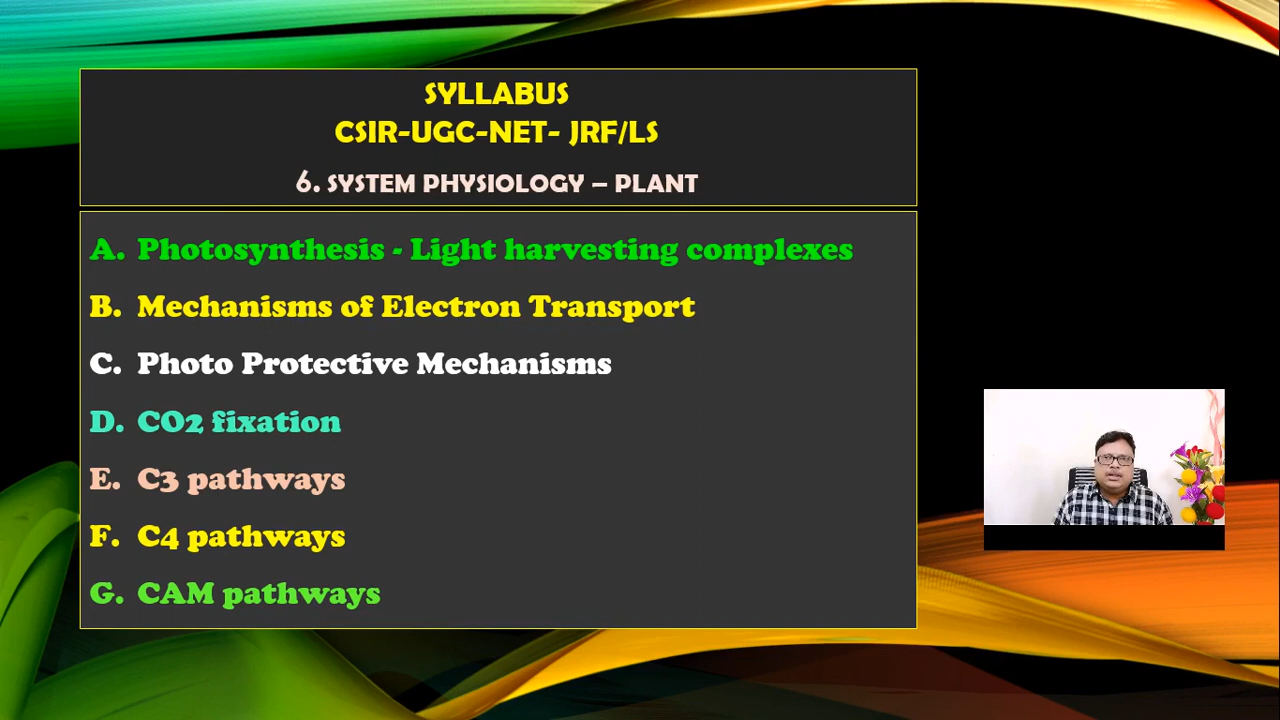 SYLLABUS
CSIR-UGC-NET- JRF/LS
6. SYSTEM PHYSIOLOGY – PLANT
A. Photosynthesis - Light harvesting complexes
B. Mechanisms of Electron Transport
C. Photo Protective Mechanisms
D. CO2 fixation
E. C3 pathways
F. C4 pathways
G. CAM pathways